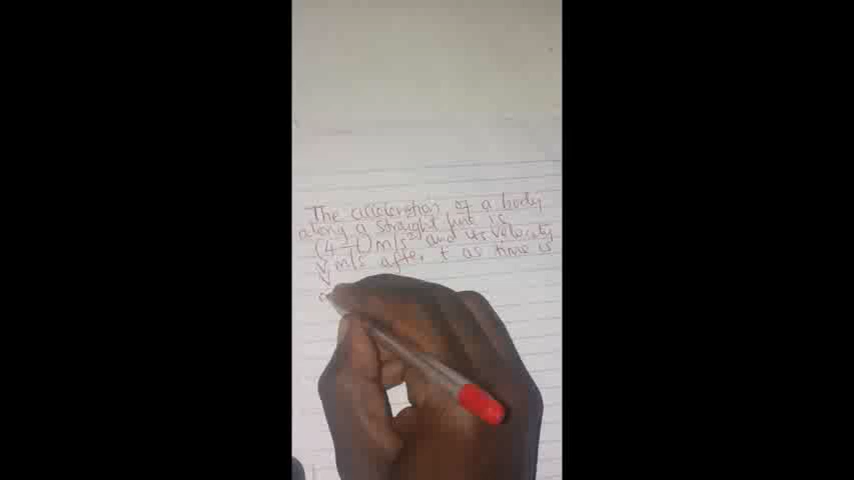 The acceleration of a body
along a straight line is
(4-t) m/s² and its velocity
V m/s after t as time is
V